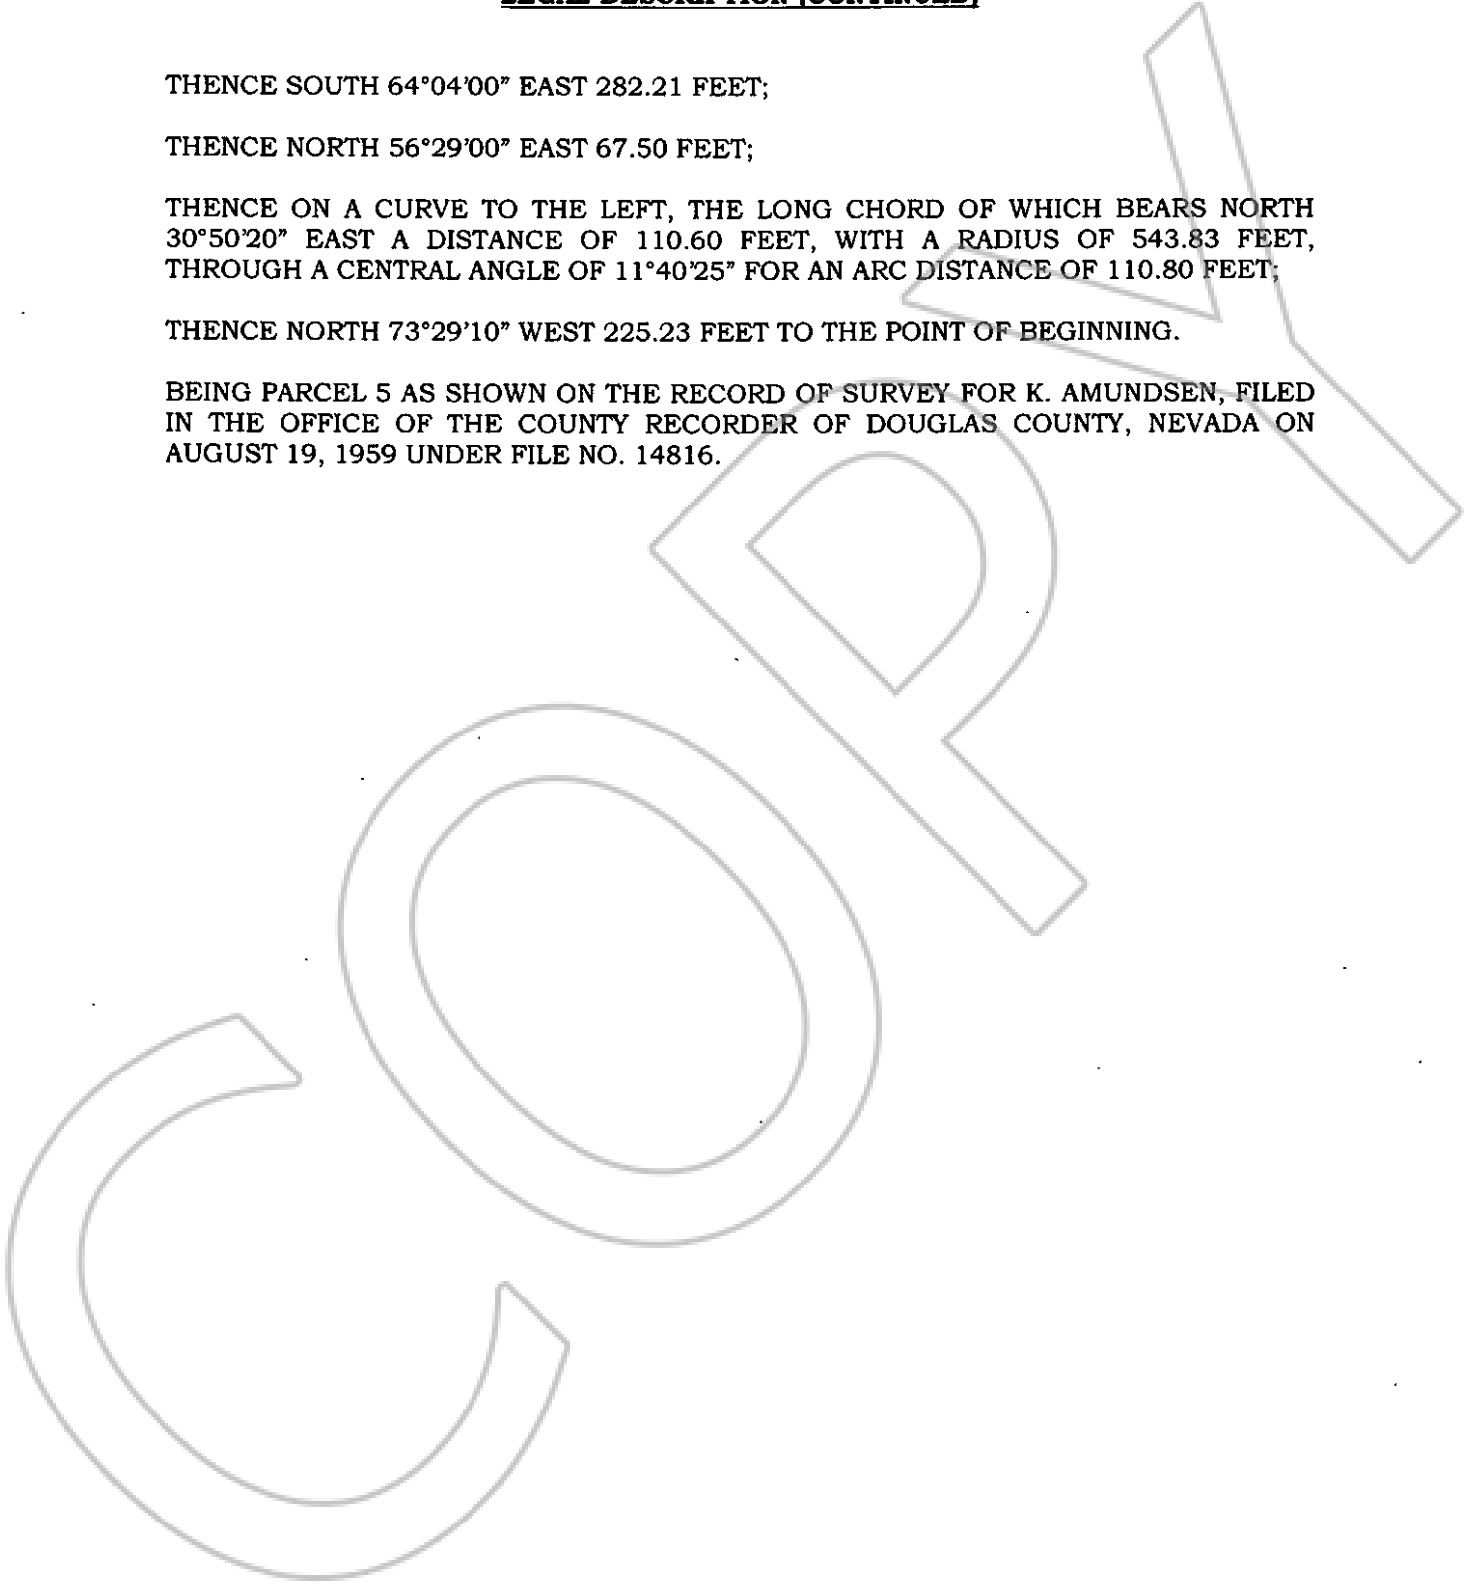 LEGAL DESCRIPTION (CONTINUED)
THENCE SOUTH 64°04'00" EAST 282.21 FEET;
THENCE NORTH 56°29'00" EAST 67.50 FEET;
THENCE ON A CURVE TO THE LEFT, THE LONG CHORD OF WHICH BEARS NORTH
30°50'20" EAST A DISTANCE OF 110.60 FEET, WITH A RADIUS OF 543.83 FEET,
THROUGH A CENTRAL ANGLE OF 11°40'25" FOR AN ARC DISTANCE OF 110.80 FEET;
THENCE NORTH 73°29'10" WEST 225.23 FEET TO THE POINT OF BEGINNING.
BEING PARCEL 5 AS SHOWN ON THE RECORD OF SURVEY FOR K. AMUNDSEN, FILED
IN THE OFFICE OF THE COUNTY RECORDER OF DOUGLAS COUNTY, NEVADA ON
AUGUST 19, 1959 UNDER FILE NO. 14816.
COPY